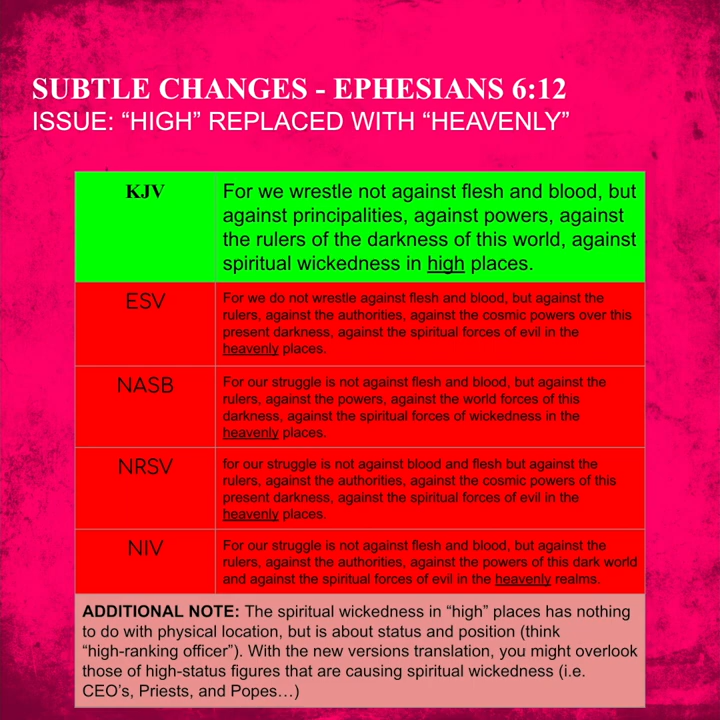 SUBTLE CHANGES - EPHESIANS 6:12
ISSUE: “HIGH” REPLACED WITH “HEAVENLY”
KJV
For we wrestle not against flesh and blood, but
against principalities, against powers, against
the rulers of the darkness of this world, against
spiritual wickedness in high places.
ESV
For we do not wrestle against flesh and blood, but against the
rulers, against the authorities, against the cosmic powers over this
present darkness, against the spiritual forces of evil in the
heavenly places.
NASB
For our struggle is not against flesh and blood, but against the
rulers, against the powers, against the world forces of this
darkness, against the spiritual forces of wickedness in the
heavenly places.
NRSV
for our struggle is not against blood and flesh but against the
rulers, against the authorities, against the cosmic powers of this
present darkness, against the spiritual forces of evil in the
heavenly places.
NIV
For our struggle is not against flesh and blood, but against the
rulers, against the authorities, against the powers of this dark world
and against the spiritual forces of evil in the heavenly realms.
ADDITIONAL NOTE: The spiritual wickedness in “high” places has nothing
to do with physical location, but is about status and position (think
“high-ranking officer”). With the new versions translation, you might overlook
those of high-status figures that are causing spiritual wickedness (i.e.
CEO’s, Priests, and Popes…)